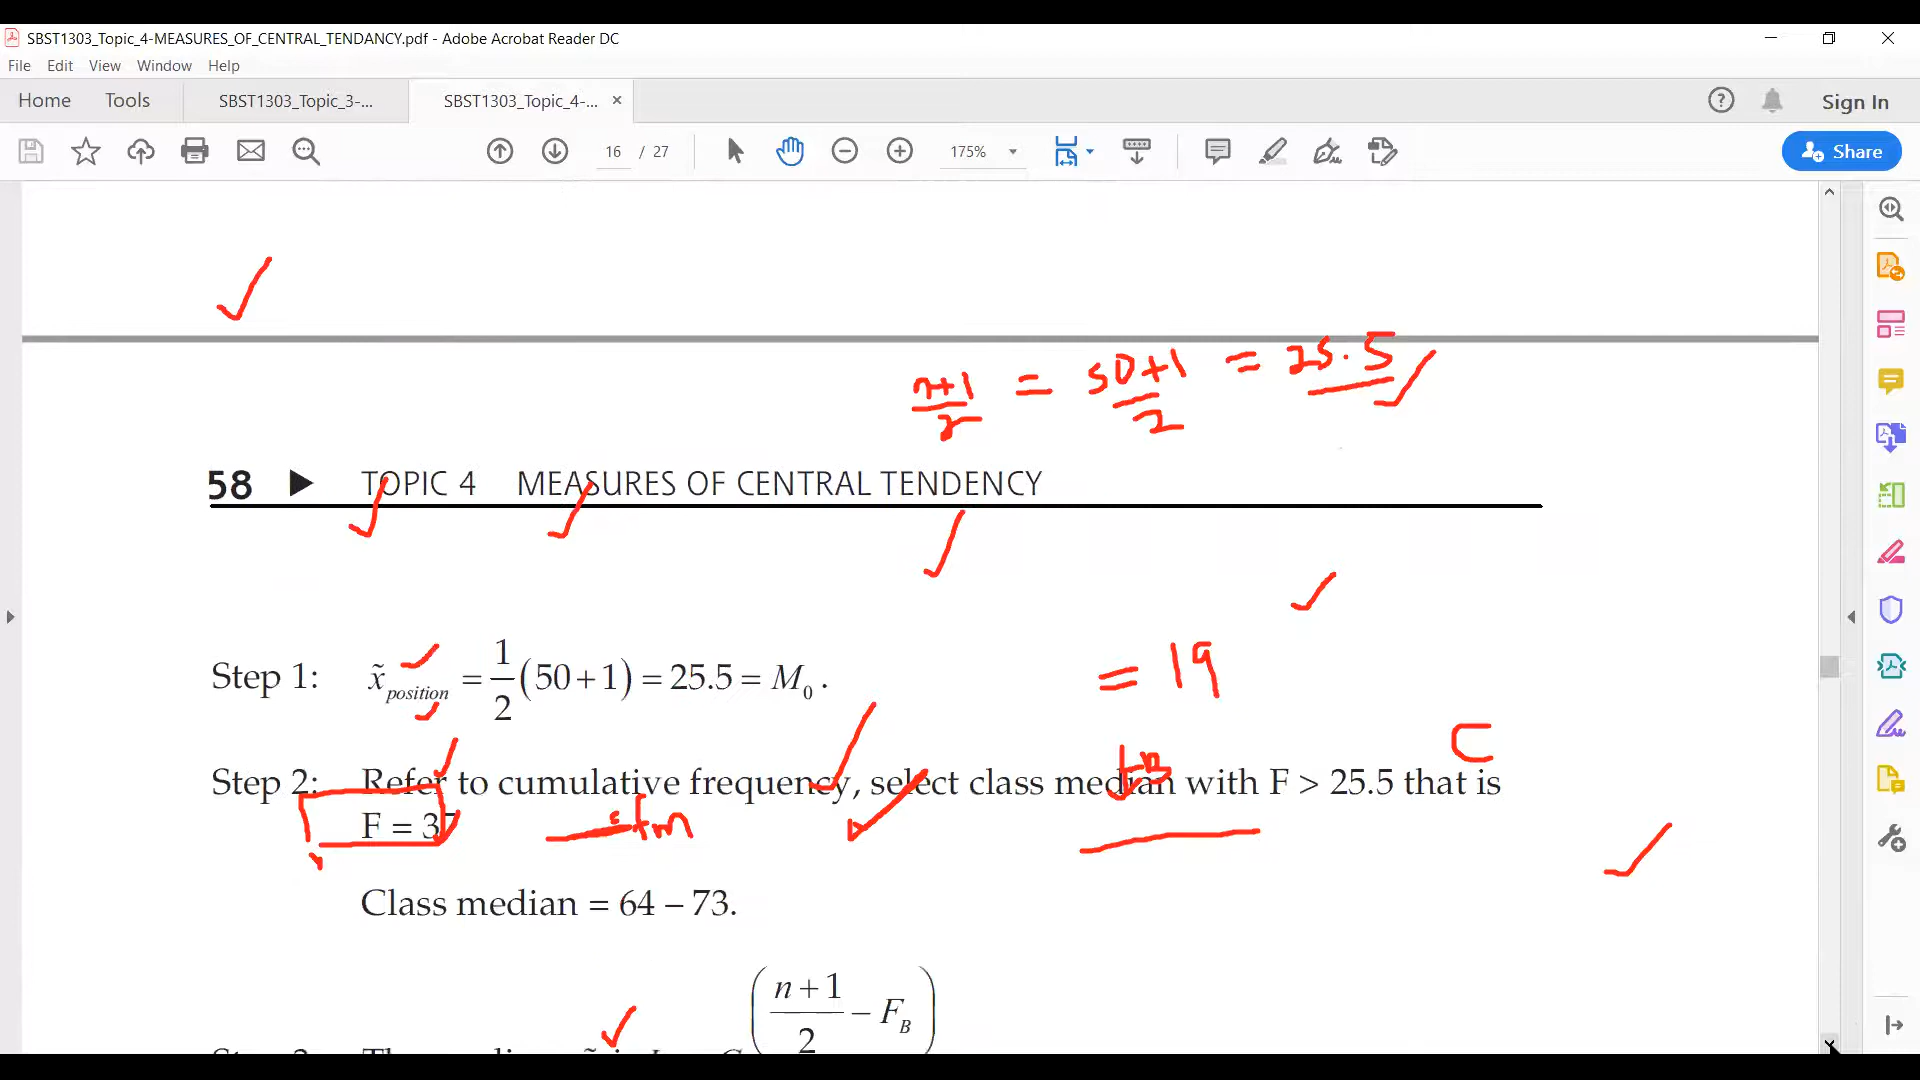 SBST1303_Topic_4-MEASURES_OF_CENTRAL_TENDANCY.pdf - Adobe Acrobat Reader DC
File Edit View Window Help
Home Tools SBST1303_Topic_3-... SBST1303_Topic_4-... ×
Sign In
16 / 27 175%
Share
n+1/2 = 50+1/2 = 25.5
58 ▶ TOPIC 4 MEASURES OF CENTRAL TENDENCY
Step 1: x̃position = 1/2 (50 + 1) = 25.5 = M₀ .
= 19
C
Step 2: Refer to cumulative frequency, select class median with F > 25.5 that is
F = 37
fm
Class median = 64 – 73.
(n + 1/2 – F_B)